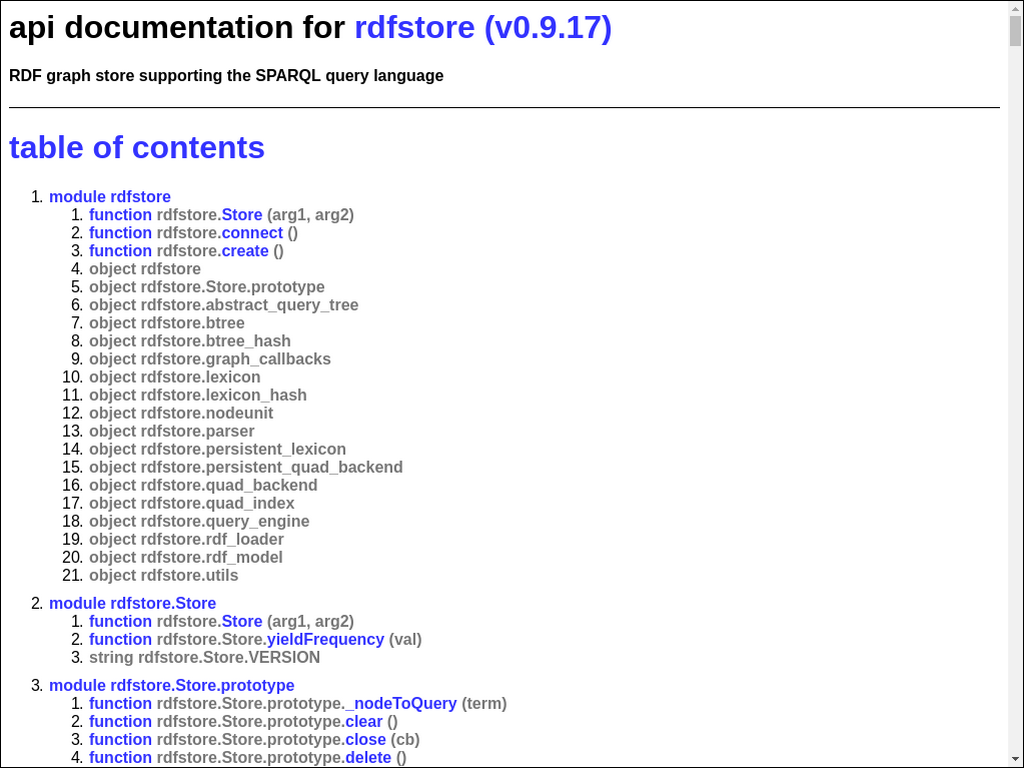 api documentation for rdfstore (v0.9.17)
RDF graph store supporting the SPARQL query language
table of contents
1. module rdfstore
1. function rdfstore.Store (arg1, arg2)
2. function rdfstore.connect ()
3. function rdfstore.create ()
4. object rdfstore
5. object rdfstore.Store.prototype
6. object rdfstore.abstract_query_tree
7. object rdfstore.btree
8. object rdfstore.btree_hash
9. object rdfstore.graph_callbacks
10. object rdfstore.lexicon
11. object rdfstore.lexicon_hash
12. object rdfstore.nodeunit
13. object rdfstore.parser
14. object rdfstore.persistent_lexicon
15. object rdfstore.persistent_quad_backend
16. object rdfstore.quad_backend
17. object rdfstore.quad_index
18. object rdfstore.query_engine
19. object rdfstore.rdf_loader
20. object rdfstore.rdf_model
21. object rdfstore.utils
2. module rdfstore.Store
1. function rdfstore.Store (arg1, arg2)
2. function rdfstore.Store.yieldFrequency (val)
3. string rdfstore.Store.VERSION
3. module rdfstore.Store.prototype
1. function rdfstore.Store.prototype._nodeToQuery (term)
2. function rdfstore.Store.prototype.clear ()
3. function rdfstore.Store.prototype.close (cb)
4. function rdfstore.Store.prototype.delete ()